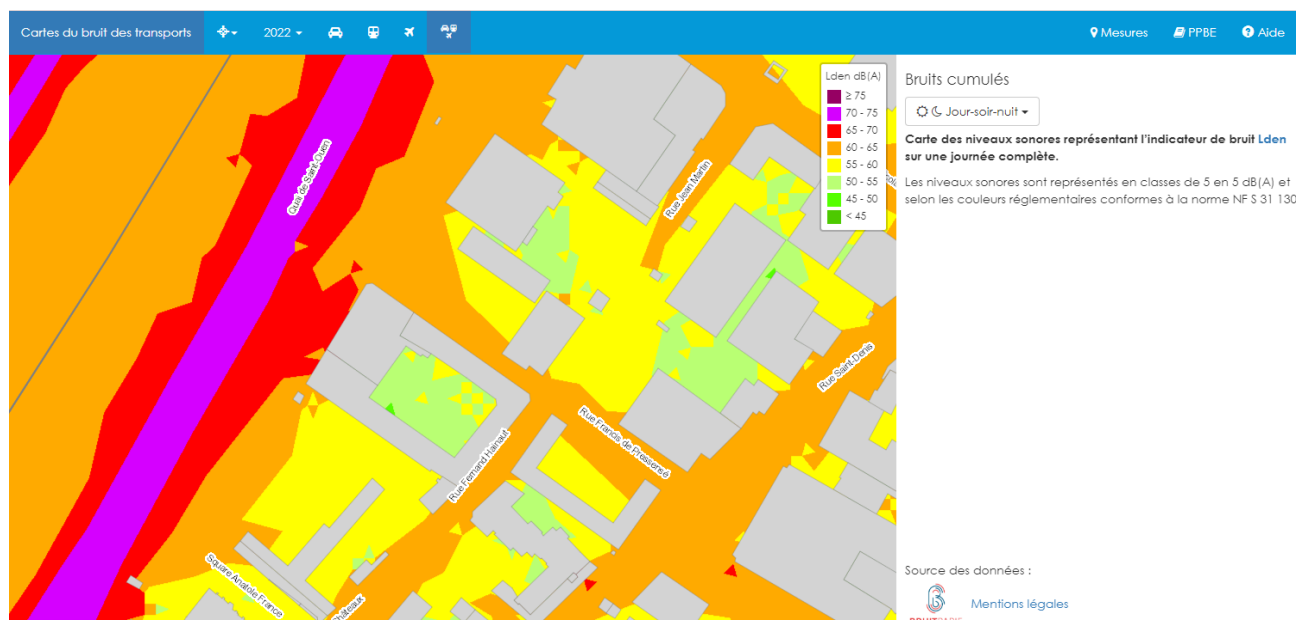 Cartes du bruit des transports
2022
Mesures
PPBE
Aide
Lden dB(A)
≥ 75
70 - 75
65 - 70
60 - 65
55 - 60
50 - 55
45 - 50
< 45
Quai de Saint-Ouen
Rue Jean Martin
Rue Saint-Denis
Rue Francis de Pressensé
Rue Fernand Hainaut
Square Anatole France
Châteaux
Bruits cumulés
Jour-soir-nuit
Carte des niveaux sonores représentant l'indicateur de bruit Lden
sur une journée complète.
Les niveaux sonores sont représentés en classes de 5 en 5 dB(A) et
selon les couleurs réglementaires conformes à la norme NF S 31 130
Source des données :
Mentions légales